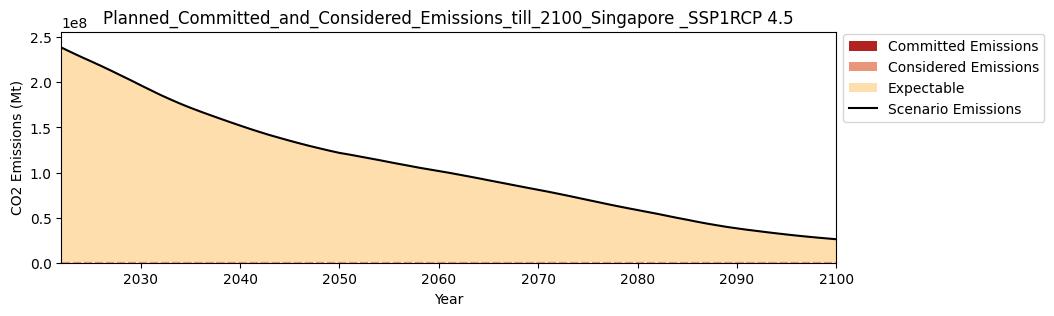 Planned_Committed_and_Considered_Emissions_till_2100_Singapore _SSP1RCP 4.5
1e8
2.5
2.0
1.5
1.0
0.5
0.0
CO2 Emissions (Mt)
2030 2040 2050 2060 2070 2080 2090 2100
Year
Committed Emissions
Considered Emissions
Expectable
Scenario Emissions